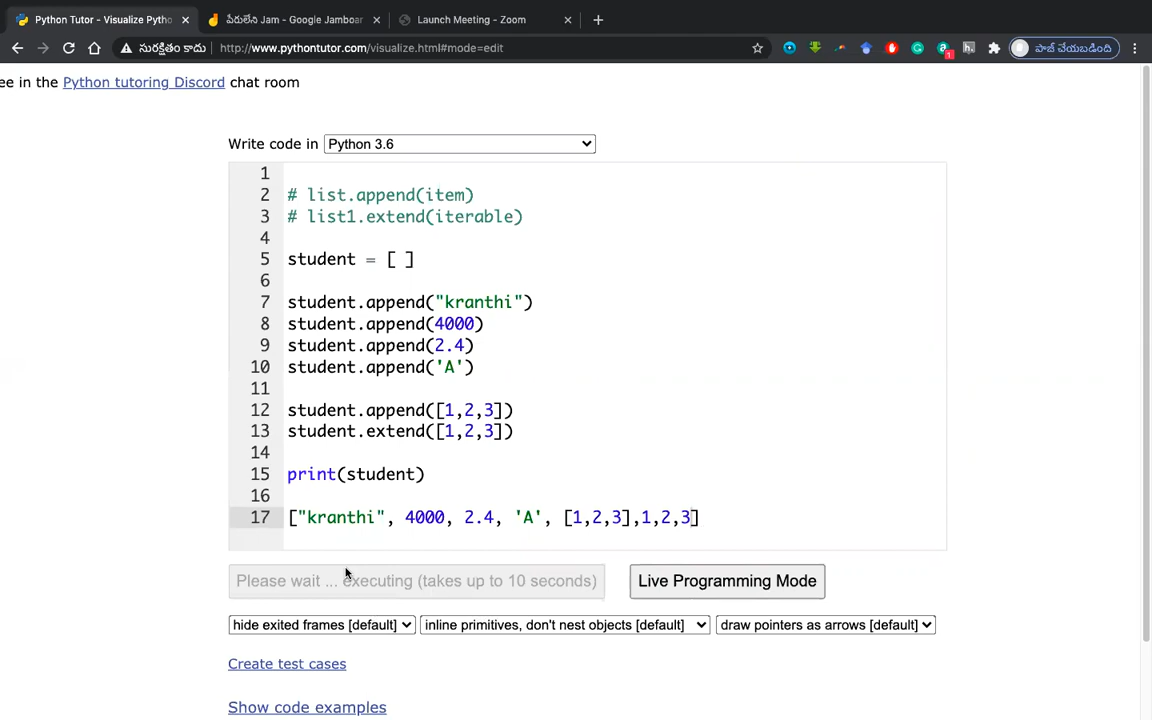 Python Tutor - Visualize Pytho
పేరులేని Jam - Google Jamboar
Launch Meeting - Zoom
సురక్షితం కాదు
http://www.pythontutor.com/visualize.html#mode=edit
పాజ్ చేయబడింది
ee in the Python tutoring Discord chat room
Write code in Python 3.6
1
2 # list.append(item)
3 # list1.extend(iterable)
4
5 student = [ ]
6
7 student.append("kranthi")
8 student.append(4000)
9 student.append(2.4)
10 student.append('A')
11
12 student.append([1,2,3])
13 student.extend([1,2,3])
14
15 print(student)
16
17 ["kranthi", 4000, 2.4, 'A', [1,2,3],1,2,3]
Please wait ... executing (takes up to 10 seconds) Live Programming Mode
hide exited frames [default] inline primitives, don't nest objects [default] draw pointers as arrows [default]
Create test cases
Show code examples